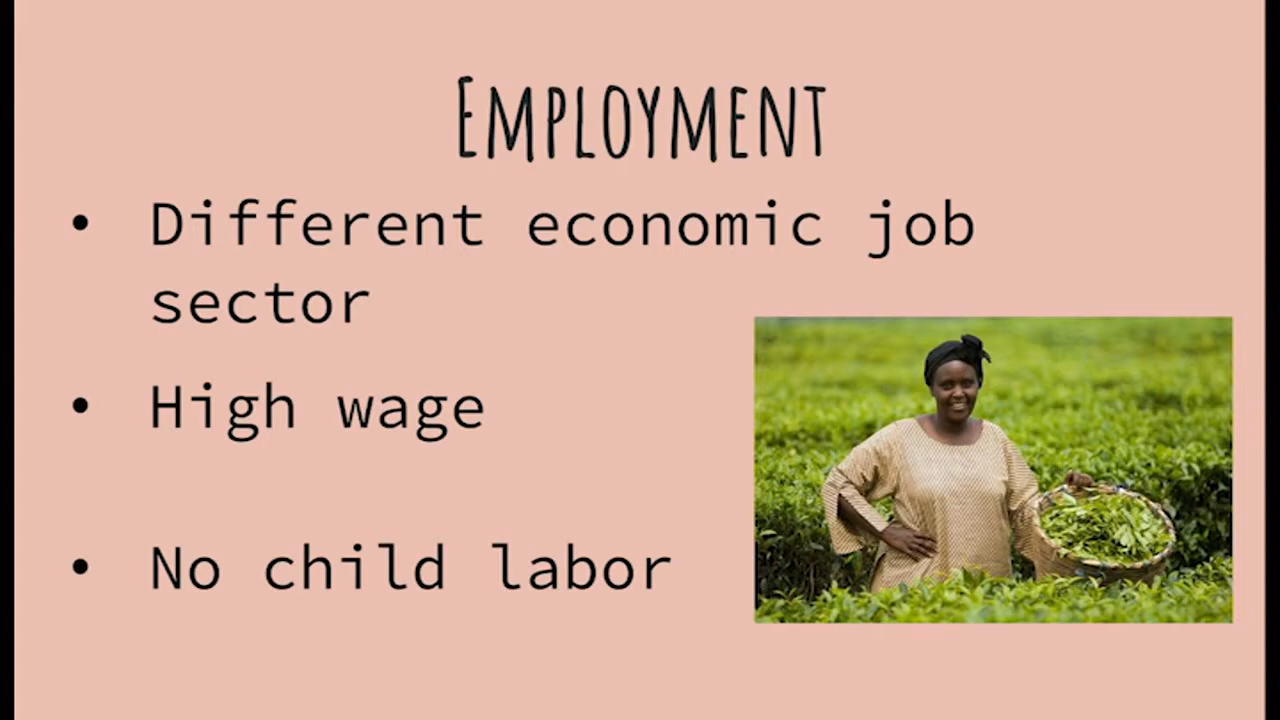 EMPLOYMENT
• Different economic job
sector
• High wage
• No child labor